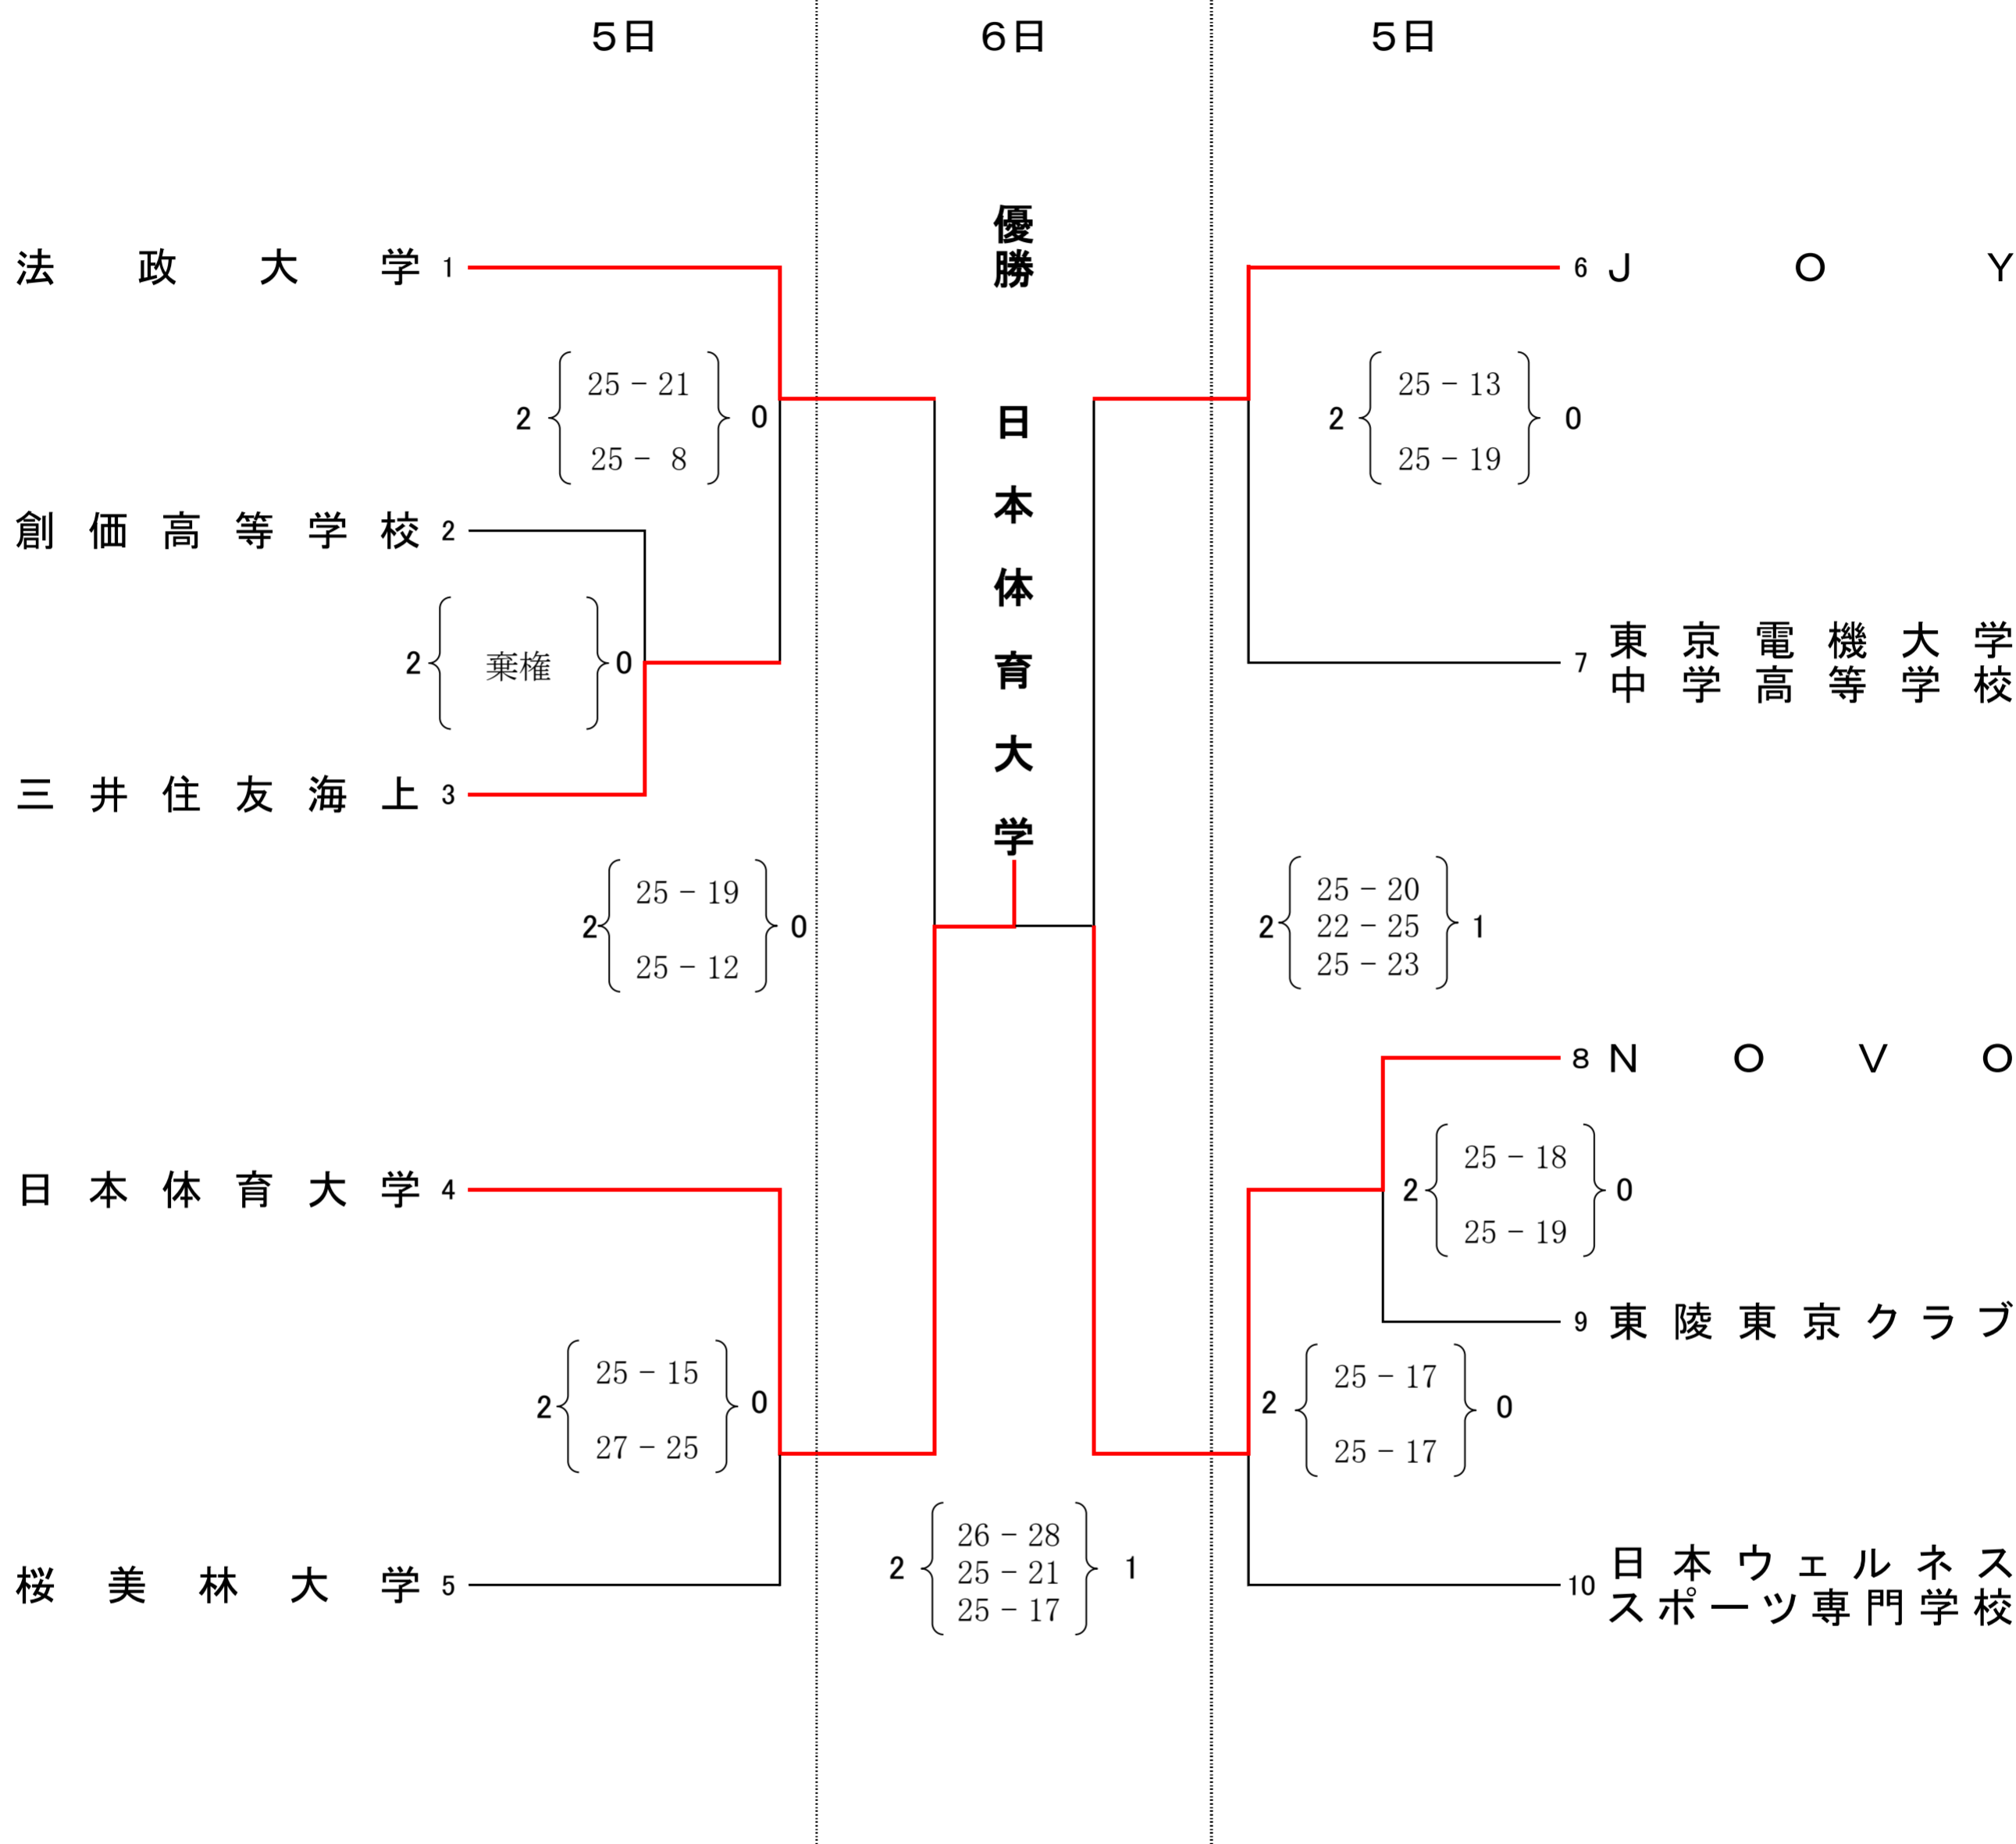 5日
6日
5日
優勝
日本体育大学
法政大学 1
2 25－21 0
25－ 8
創価高等学校 2
2 棄権 0
三井住友海上 3
2 25－19 0
25－12
日本体育大学 4
2 25－15 0
27－25
桜美林大学 5
2 26－28 1
25－21
25－17
6 JOY
2 25－13 0
25－19
7 東京電機大学
中学高等学校
2 25－20 1
22－25
25－23
8 NOVO
2 25－18 0
25－19
9 東陵東京クラブ
2 25－17 0
25－17
10 日本ウェルネス
スポーツ専門学校